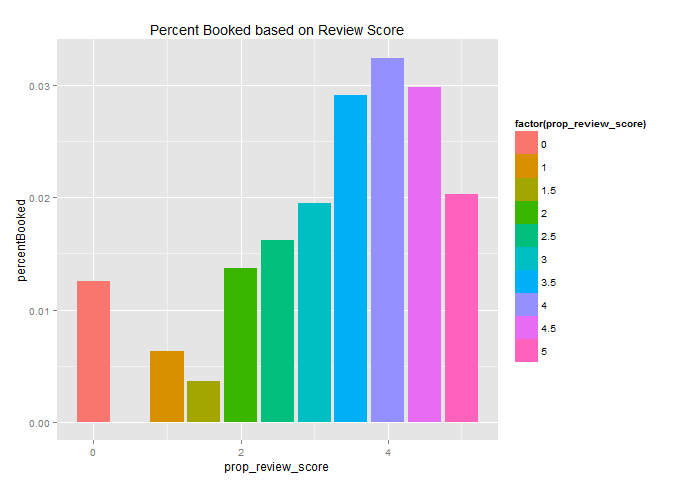 Percent Booked based on Review Score
percentBooked
0.03
0.02
0.01
0.00
0 2 4
prop_review_score
factor(prop_review_score)
0
1
1.5
2
2.5
3
3.5
4
4.5
5